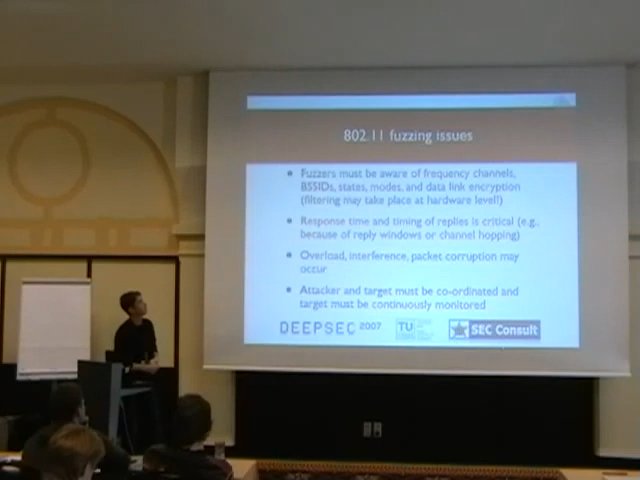 802.11 fuzzing issues
Fuzzers must be aware of frequency channels,
BSSIDs, states, modes, and data link encryption
(filtering may take place at hardware level!)
Response time and timing of replies is critical (e.g.,
because of reply windows or channel hopping)
Overload, interference, packet corruption may
occur
Attacker and target must be co-ordinated and
target must be continuously monitored
DEEPSEC 2007
TU
SEC Consult